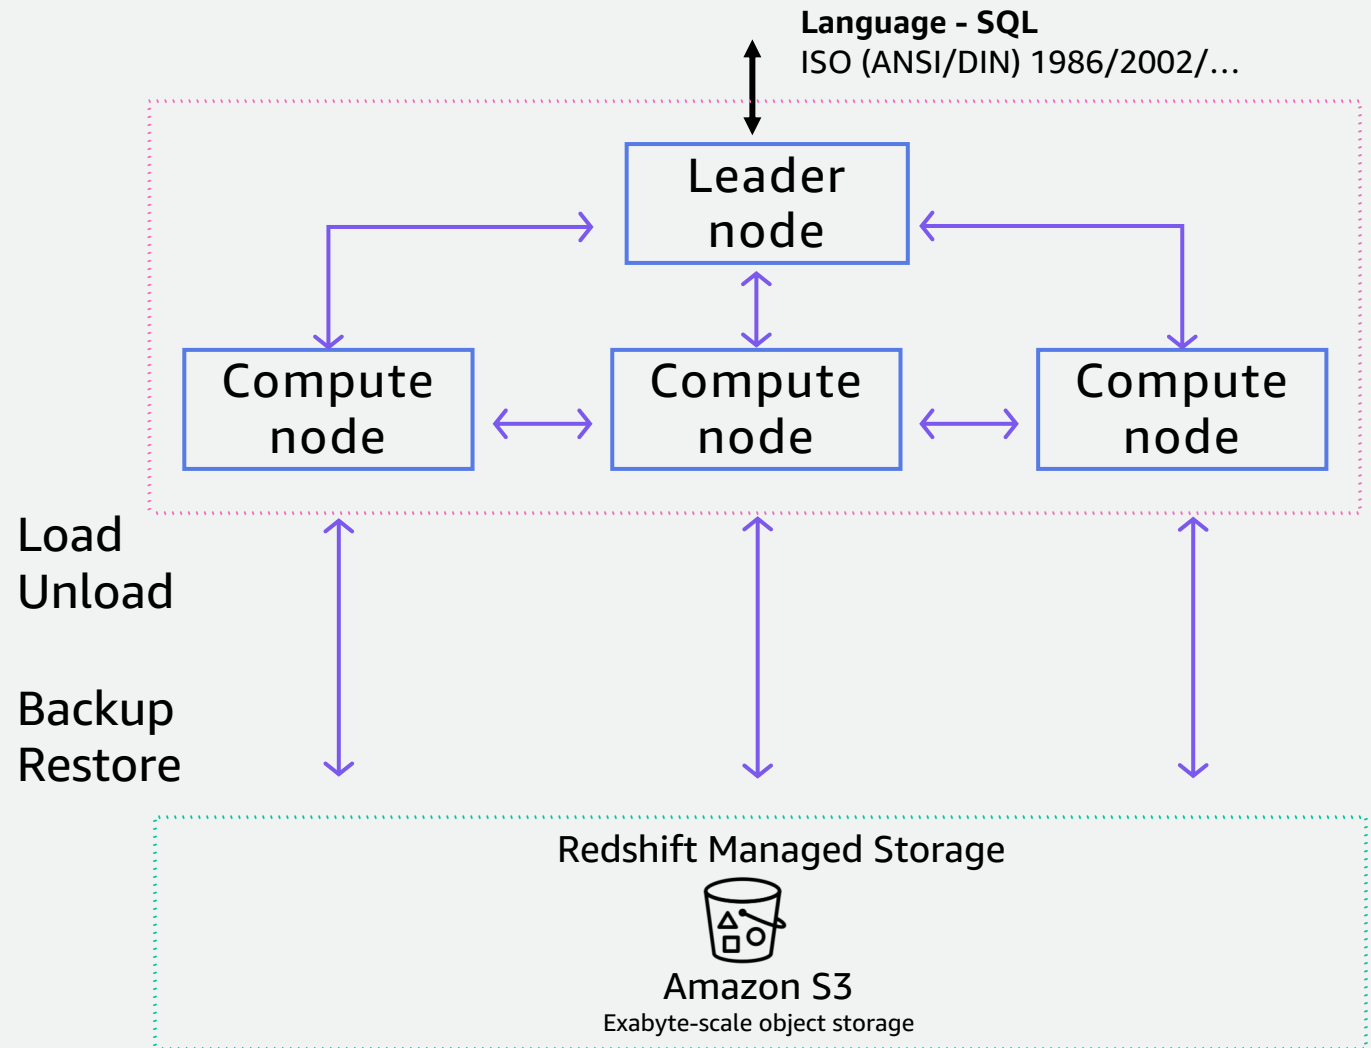 Language - SQL
ISO (ANSI/DIN) 1986/2002/...
Leader
node
Compute
node
Compute
node
Compute
node
Load
Unload
Backup
Restore
Redshift Managed Storage
Amazon S3
Exabyte-scale object storage